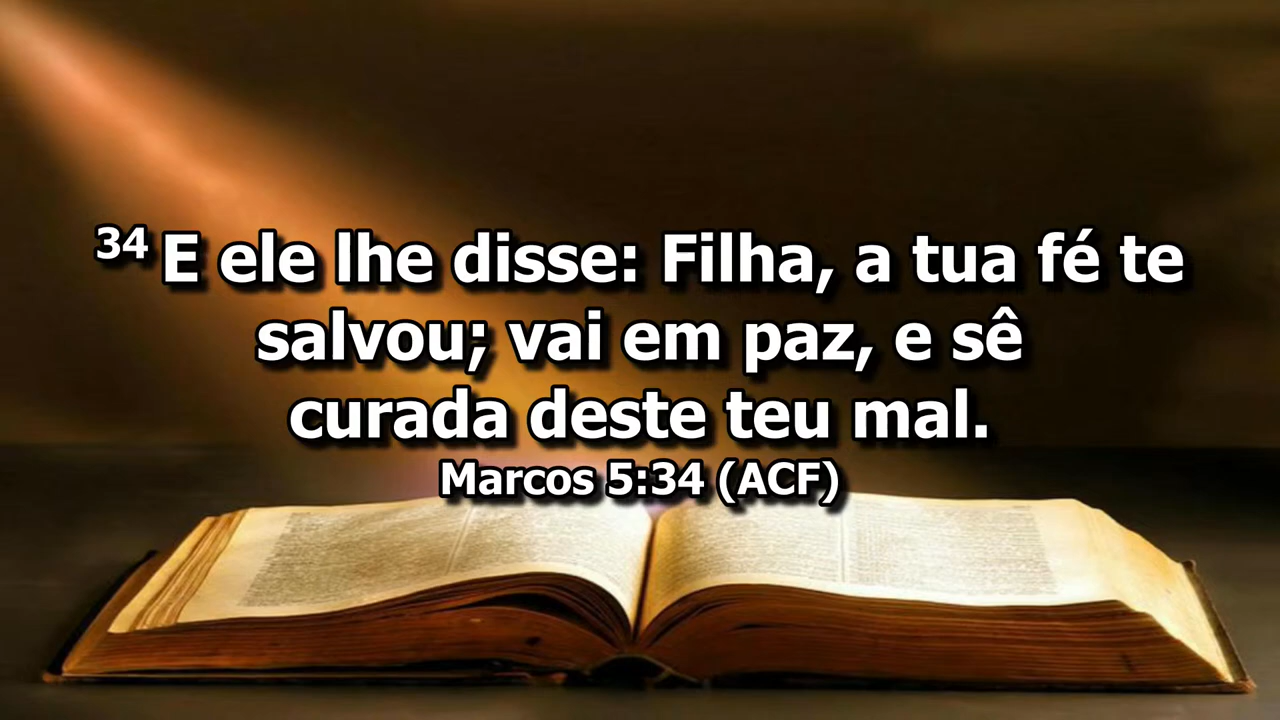 34 E ele lhe disse: Filha, a tua fé te
salvou; vai em paz, e sê
curada deste teu mal.
Marcos 5:34 (ACF)